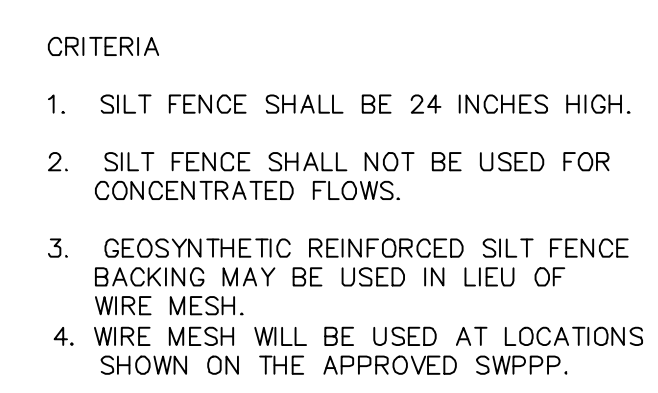 CRITERIA
1. SILT FENCE SHALL BE 24 INCHES HIGH.
2. SILT FENCE SHALL NOT BE USED FOR
CONCENTRATED FLOWS.
3. GEOSYNTHETIC REINFORCED SILT FENCE
BACKING MAY BE USED IN LIEU OF
WIRE MESH.
4. WIRE MESH WILL BE USED AT LOCATIONS
SHOWN ON THE APPROVED SWPPP.